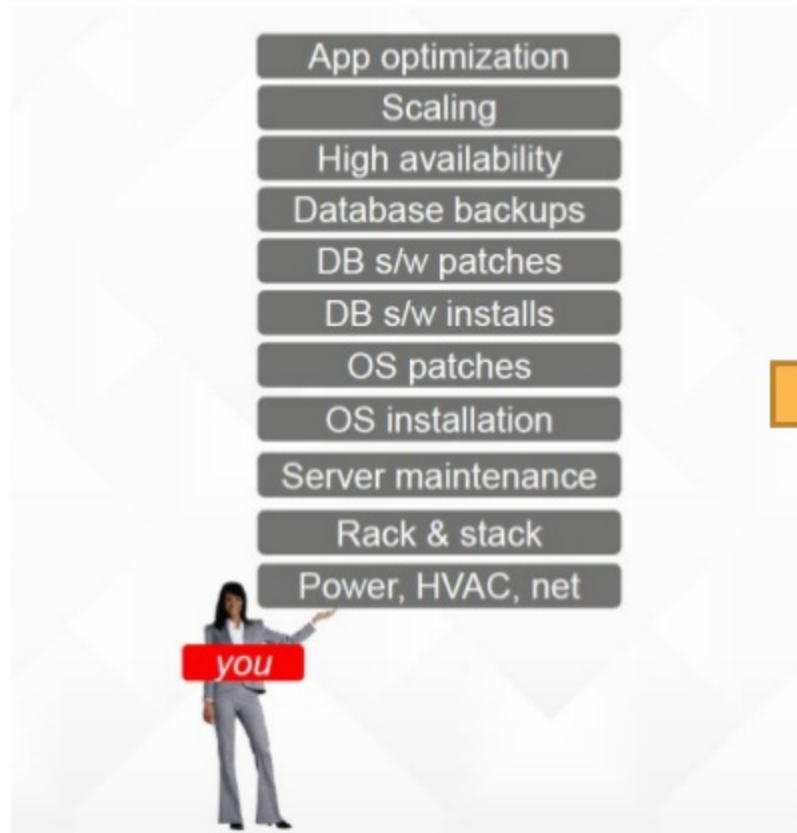 App optimization
Scaling
High availability
Database backups
DB s/w patches
DB s/w installs
OS patches
OS installation
Server maintenance
Rack & stack
Power, HVAC, net
you